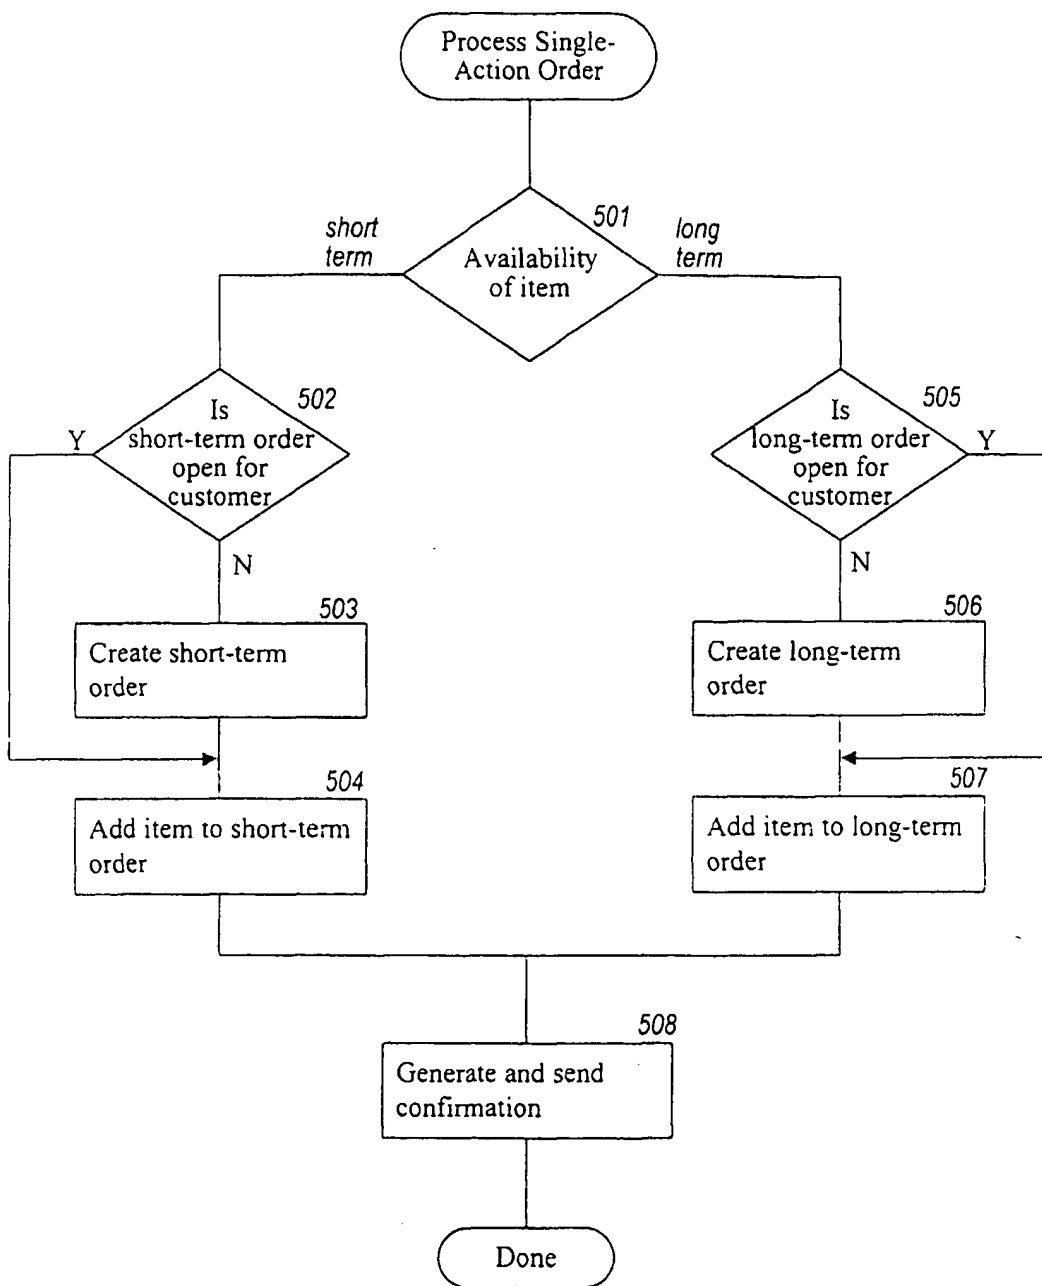 Process Single-
Action Order
501
short
term
long
term
Availability
of item
502
Is
short-term order
open for
customer
Y
N
505
Is
long-term order
open for
customer
Y
N
503
Create short-term
order
506
Create long-term
order
504
Add item to short-term
order
507
Add item to long-term
order
508
Generate and send
confirmation
Done